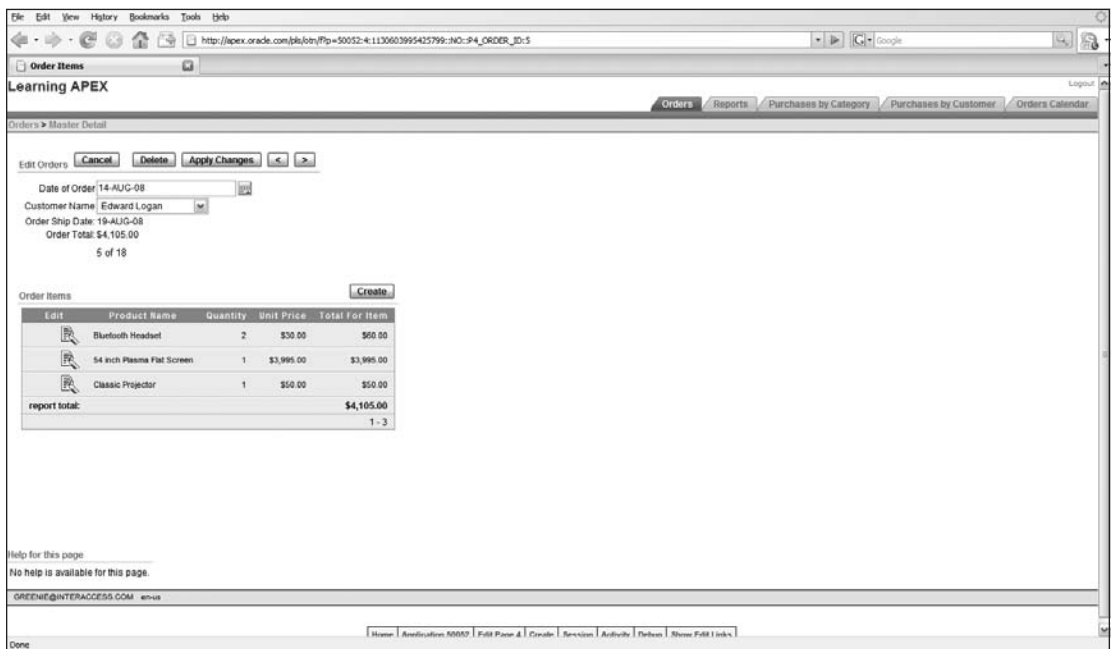 File Edit View History Bookmarks Tools Help
http://apex.oracle.com/pls/otn/f?p=50052:4:1130603995425799::NO::P4_ORDER_ID:5
Google
Order Items
Learning APEX
Logout
Orders Reports Purchases by Category Purchases by Customer Orders Calendar
Orders > Master Detail
Edit Orders Cancel Delete Apply Changes < >
Date of Order 14-AUG-08
Customer Name Edward Logan
Order Ship Date: 19-AUG-08
Order Total: $4,105.00
5 of 18
Order Items Create
Edit Product Name Quantity Unit Price Total For Item
Bluetooth Headset 2 $30.00 $60.00
54 inch Plasma Flat Screen 1 $3,995.00 $3,995.00
Classic Projector 1 $50.00 $50.00
report total: $4,105.00
1 - 3
Help for this page
No help is available for this page.
GREENIE@INTERACCESS.COM en-us
Home Application 50052 Edit Page 4 Create Session Activity Debug Show Edit Links
Done